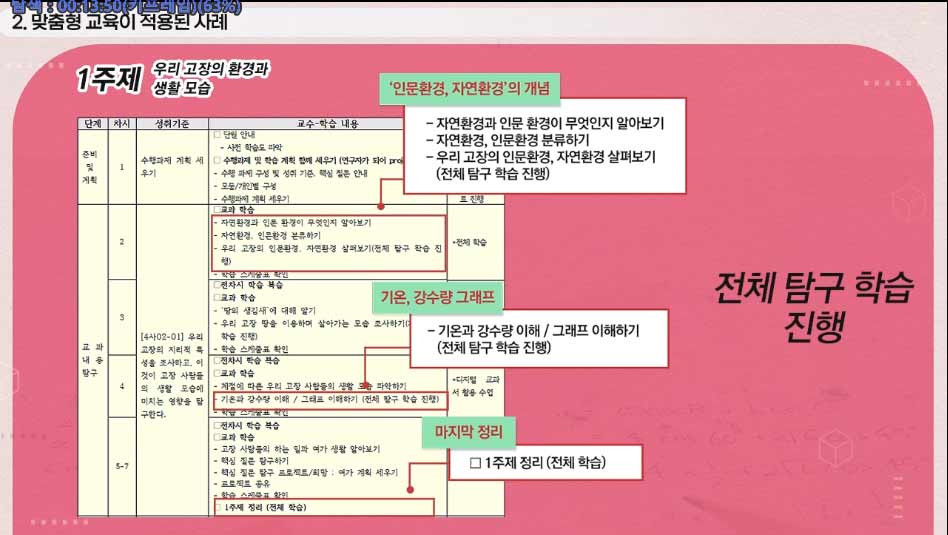 탐색 : 00:13:50(키프레임)(63%)
2. 맞춤형 교육이 적용된 사례
1주제
우리 고장의 환경과
생활 모습
'인문환경, 자연환경'의 개념
- 자연환경과 인문 환경이 무엇인지 알아보기
- 자연환경, 인문환경 분류하기
- 우리 고장의 인문환경, 자연환경 살펴보기
(전체 탐구 학습 진행)
단계
차시
성취기준
교수-학습 내용
준비
및
계획
1
수행과제 계획 세
우기
□ 단원 안내
- 사전 학습도 파악
□ 수행과제 및 학습 계획 함께 세우기 (연구자가 되어
- 수행 과제 구성 및 성취 기준, 핵심 질문 안내
- 모둠/개인별 구성
- 수행과제 계획 세우기
트 진행
교 과
내 용
탐구
2
□교과 학습
- 자연환경과 인문 환경이 무엇인지 알아보기
- 자연환경, 인문환경 분류하기
- 우리 고장의 인문환경, 자연환경 살펴보기(전체 탐구 학습 진
행)
- 학습 스케줄표 확인
*전체 학습
[4사02-01] 우리
고장의 지리적 특
성을 조사하고, 이
것이 고장 사람들
의 생활 모습에
미치는 영향을 탐
구한다.
3
□전차시 학습 복습
□교과 학습
- '땅의 생김새'에 대해 알기
- 우리 고장 땅을 이용하며 살아가는 모습 조사하기
학습 진행)
- 학습 스케줄표 확인
기온, 강수량 그래프
- 기온과 강수량 이해 / 그래프 이해하기
(전체 탐구 학습 진행)
4
□전차시 학습 복습
□교과 학습
- 계절에 따른 우리 고장 사람들의 생활 모습 파악하기
- 기온과 강수량 이해 / 그래프 이해하기 (전체 탐구 학습 진행)
- 학습 스케줄표 확인
*디지털 교과
서 활용 수업
5-7
□전차시 학습 복습
□교과 학습
- 고장 사람들의 하는 일과 여가 생활 알아보기
- 핵심 질문 탐구하기
- 핵심 질문 탐구 프로젝트/희망 : 여가 계획 세우기
- 프로젝트 공유
- 학습 스케줄표 확인
□ 1주제 정리 (전체 학습)
마지막 정리
□ 1주제 정리 (전체 학습)
전체 탐구 학습
진행